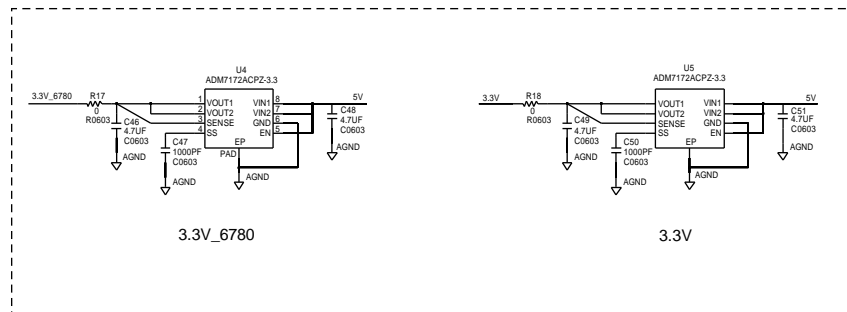 U4
ADM7172ACPZ-3.3
3.3V_6780
R17
0
R0603
C46
4.7UF
C0603
AGND
1
2
3
4
VOUT1
VOUT2
SENSE
SS
EP
PAD
VIN1
VIN2
GND
EN
8
7
6
5
5V
C48
4.7UF
C0603
AGND
C47
1000PF
C0603
AGND
AGND
3.3V_6780
U5
ADM7172ACPZ-3.3
3.3V
R18
0
R0603
C49
4.7UF
C0603
AGND
VOUT1
VOUT2
SENSE
SS
EP
VIN1
VIN2
GND
EN
5V
C51
4.7UF
C0603
AGND
C50
1000PF
C0603
AGND
AGND
3.3V